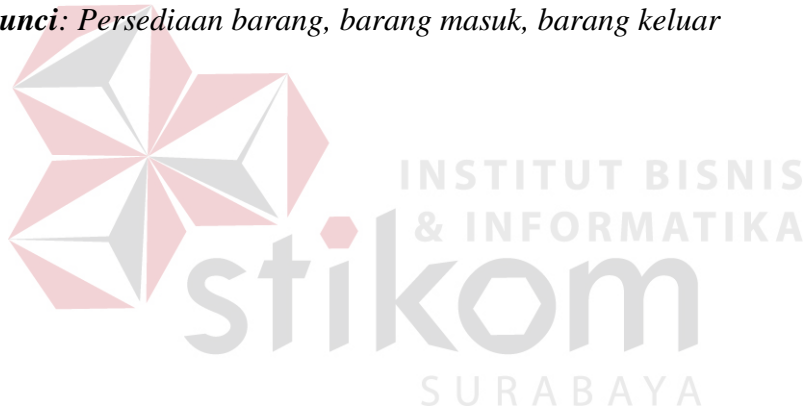 unci: Persediaan barang, barang masuk, barang keluar
INSTITUT BISNIS
& INFORMATIKA
stikom
SURABAYA